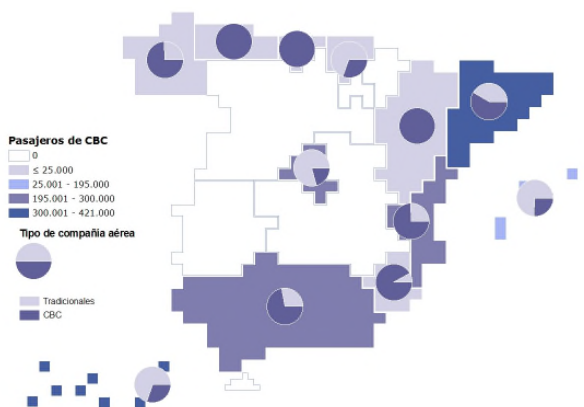 Pasajeros de CBC
0
≤ 25.000
25.001 - 195.000
195.001 - 300.000
300.001 - 421.000
Tipo de compañia aérea
Tradicionales
CBC